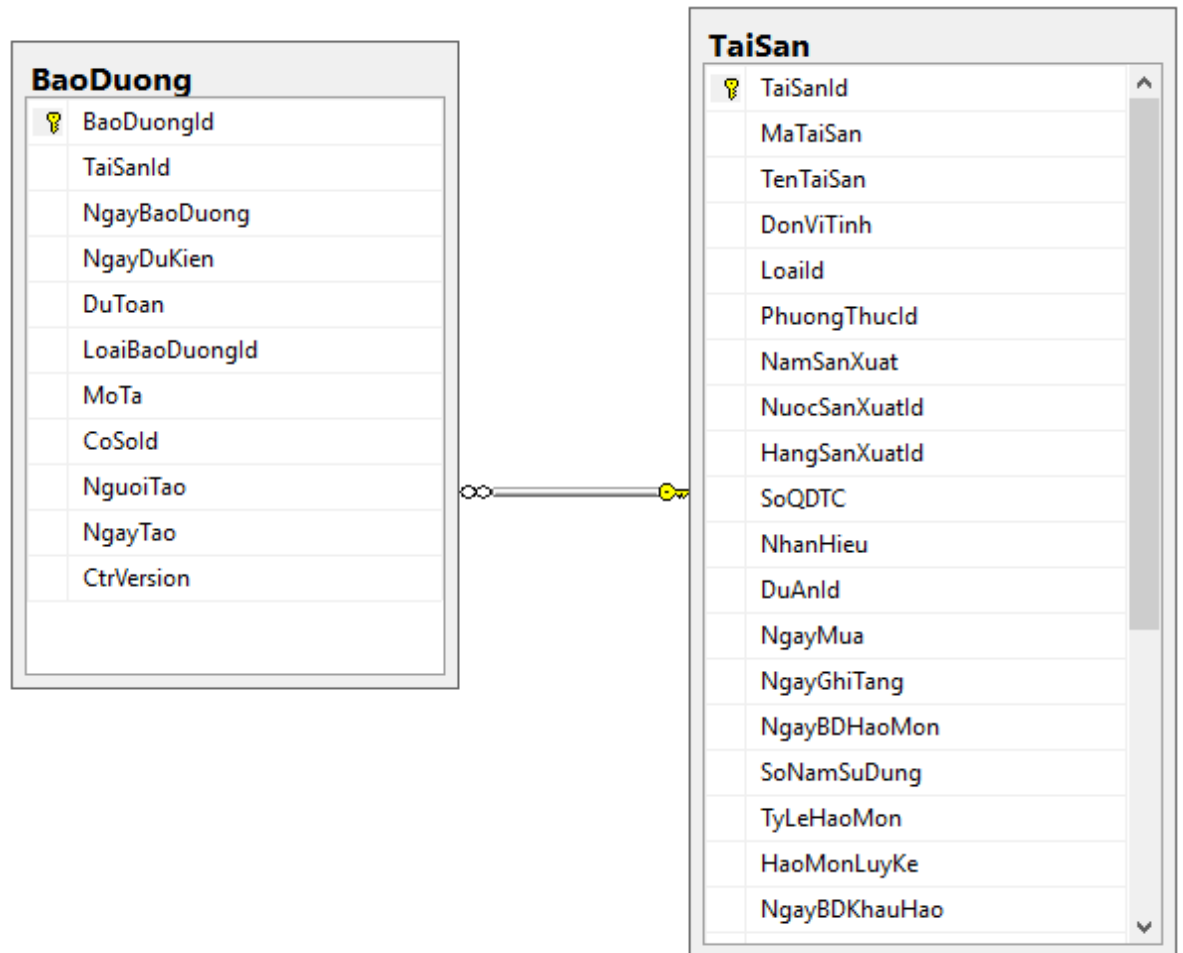 BaoDuong
BaoDuongId
TaiSanId
NgayBaoDuong
NgayDuKien
DuToan
LoaiBaoDuongId
MoTa
CoSoId
NguoiTao
NgayTao
CtrVersion
TaiSan
TaiSanId
MaTaiSan
TenTaiSan
DonViTinh
LoaiId
PhuongThucId
NamSanXuat
NuocSanXuatId
HangSanXuatId
SoQDTC
NhanHieu
DuAnId
NgayMua
NgayGhiTang
NgayBDHaoMon
SoNamSuDung
TyLeHaoMon
HaoMonLuyKe
NgayBDKhauHao